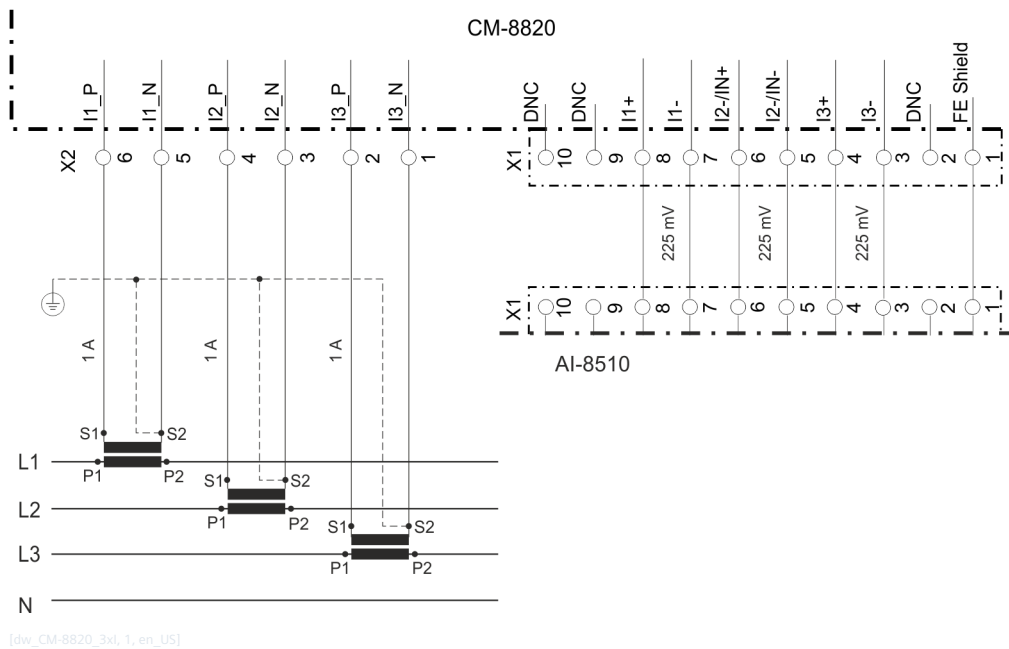 CM-8820
I1_P
I1_N
I2_P
I2_N
I3_P
I3_N
DNC
DNC
I1+
I1-
I2-/IN+
I2-/IN-
I3+
I3-
DNC
FE Shield
X2
6
5
4
3
2
1
X1
10
9
8
7
6
5
4
3
2
1
225 mV
225 mV
225 mV
X1
10
9
8
7
6
5
4
3
2
1
AI-8510
1 A
1 A
1 A
S1
S2
L1
P1
P2
S1
S2
L2
P1
P2
S1
S2
L3
P1
P2
N
[dw_CM-8820_3xI, 1, en_US]